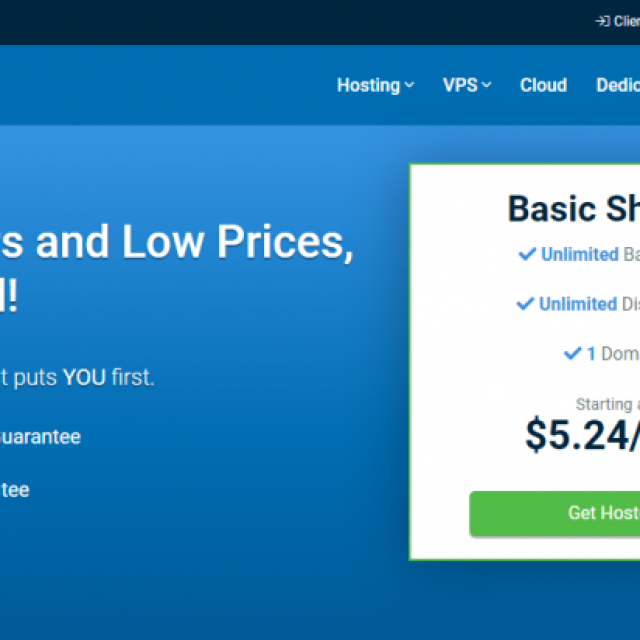 Clie
Hosting
VPS
Cloud
Dedic
s and Low Prices,
!
t puts YOU first.
uarantee
tee
Basic Sh
Unlimited Ba
Unlimited Dis
1 Dom
Starting a
$5.24/
Get Host